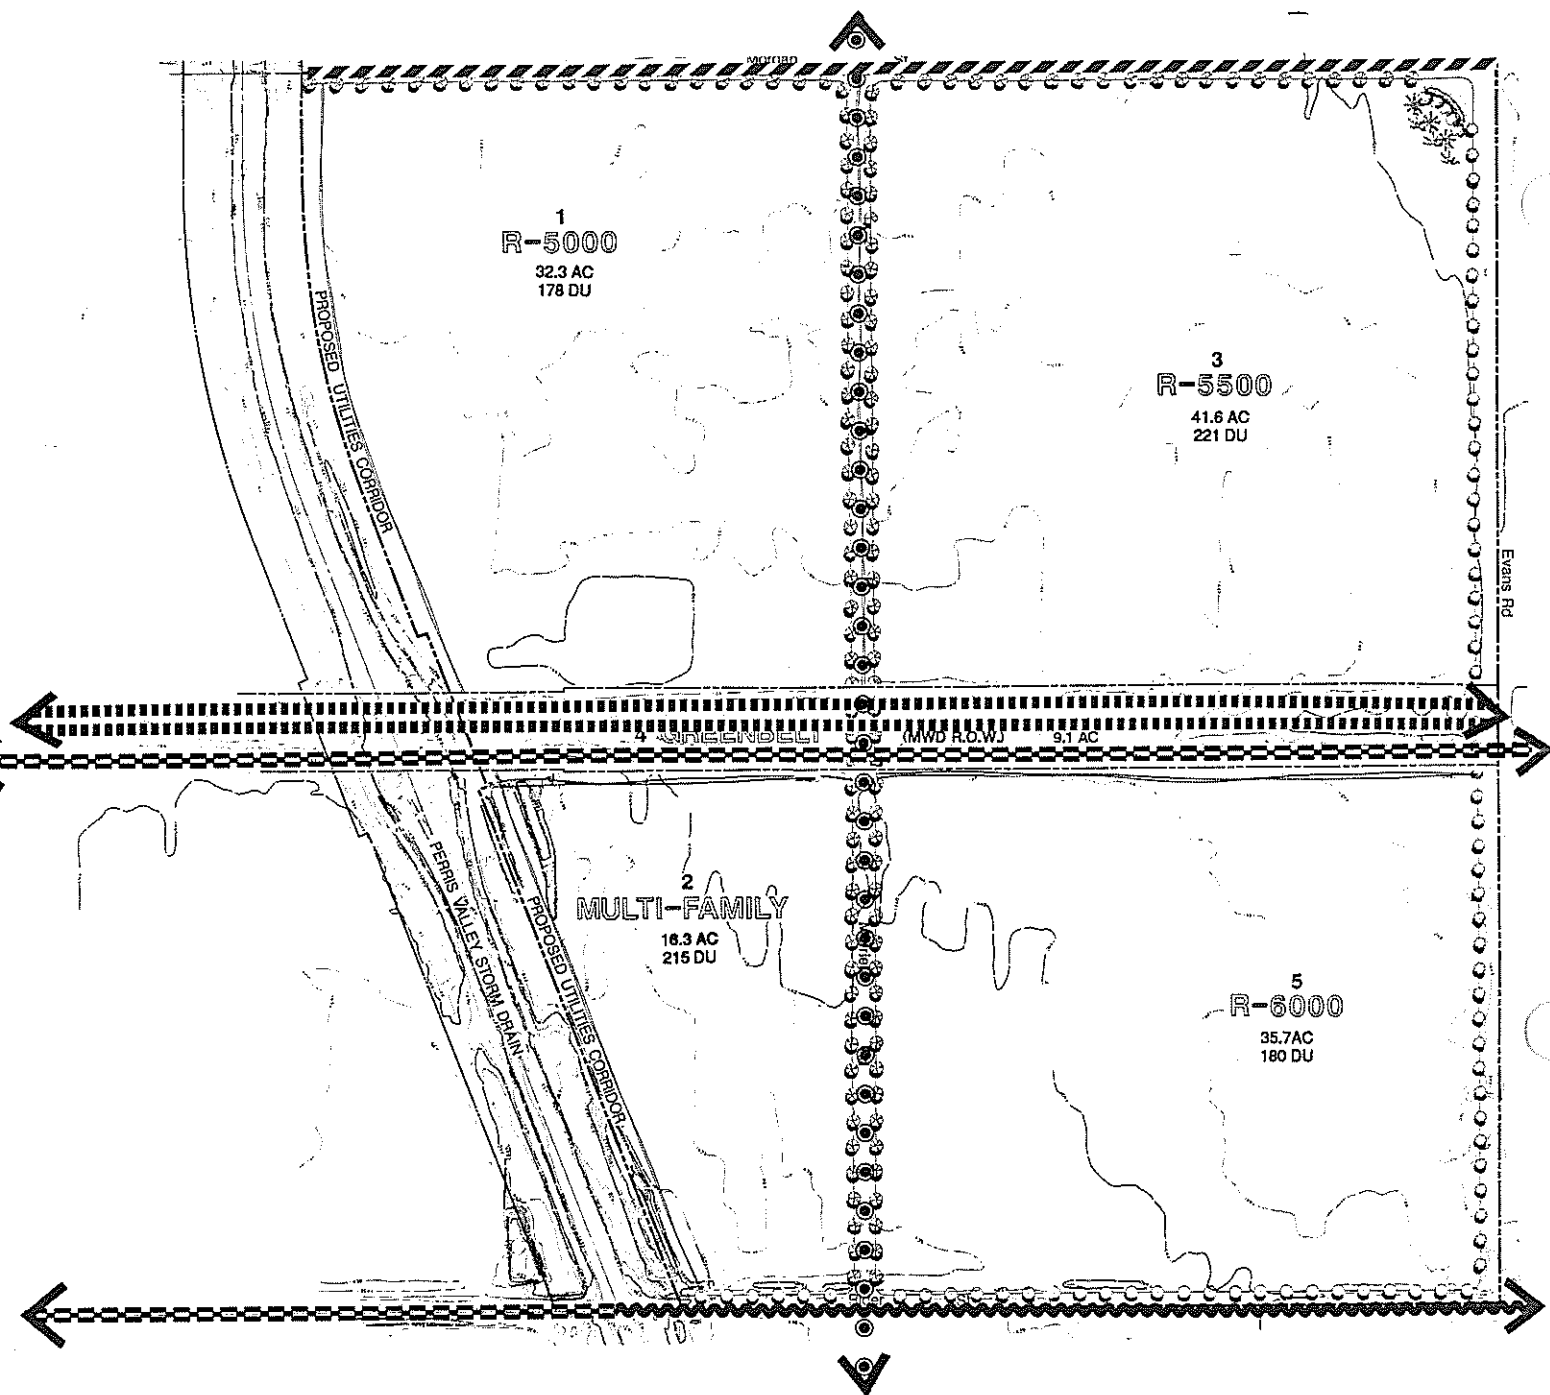 Morgan St
1
R-5000
32.3 AC
178 DU
PROPOSED UTILITIES CORRIDOR
3
R-5500
41.6 AC
221 DU
Evans Rd
4 GREENBELT (MWD R.O.W.) 9.1 AC
2
MULTI-FAMILY
16.3 AC
215 DU
PERRIS VALLEY STORM DRAIN
PROPOSED UTILITIES CORRIDOR
5
R-6000
35.7AC
180 DU